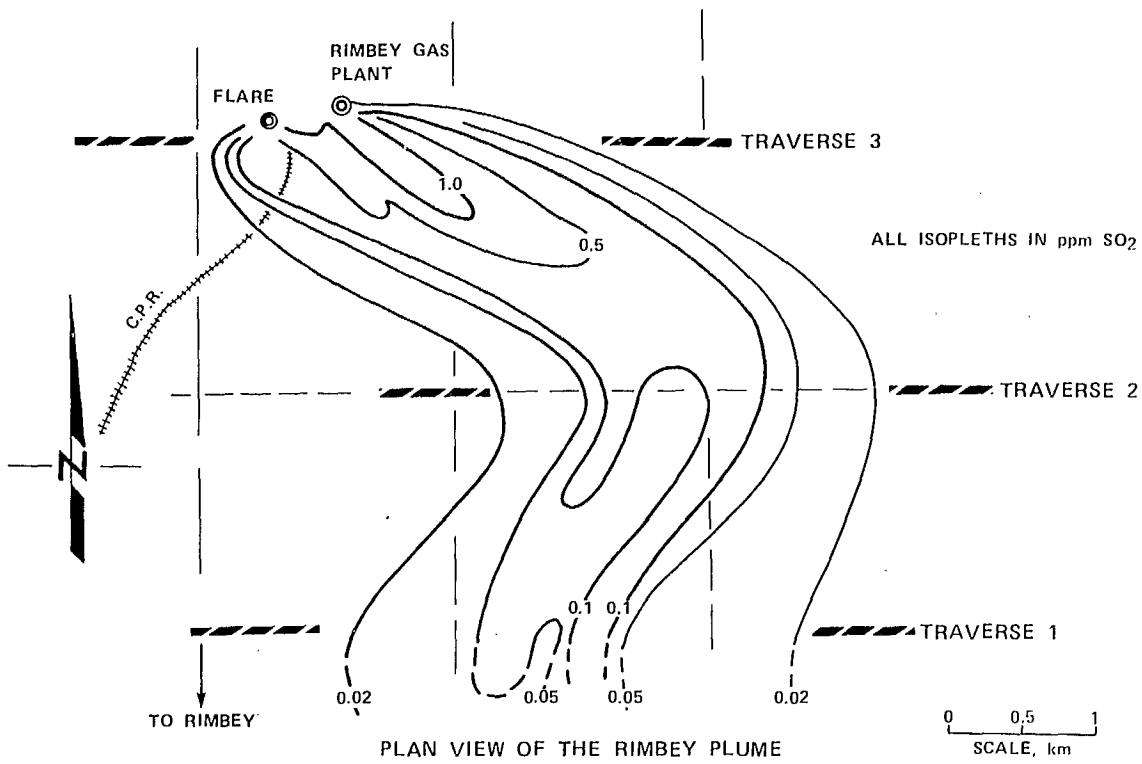 RIMBEY GAS
PLANT
FLARE
TRAVERSE 3
1.0
0.5
ALL ISOPLETHS IN ppm SO2
C.P.R.
TRAVERSE 2
N
0.1 0.1
TRAVERSE 1
0.02 0.05 0.05 0.02
TO RIMBEY
0 0.5 1
SCALE, km
PLAN VIEW OF THE RIMBEY PLUME